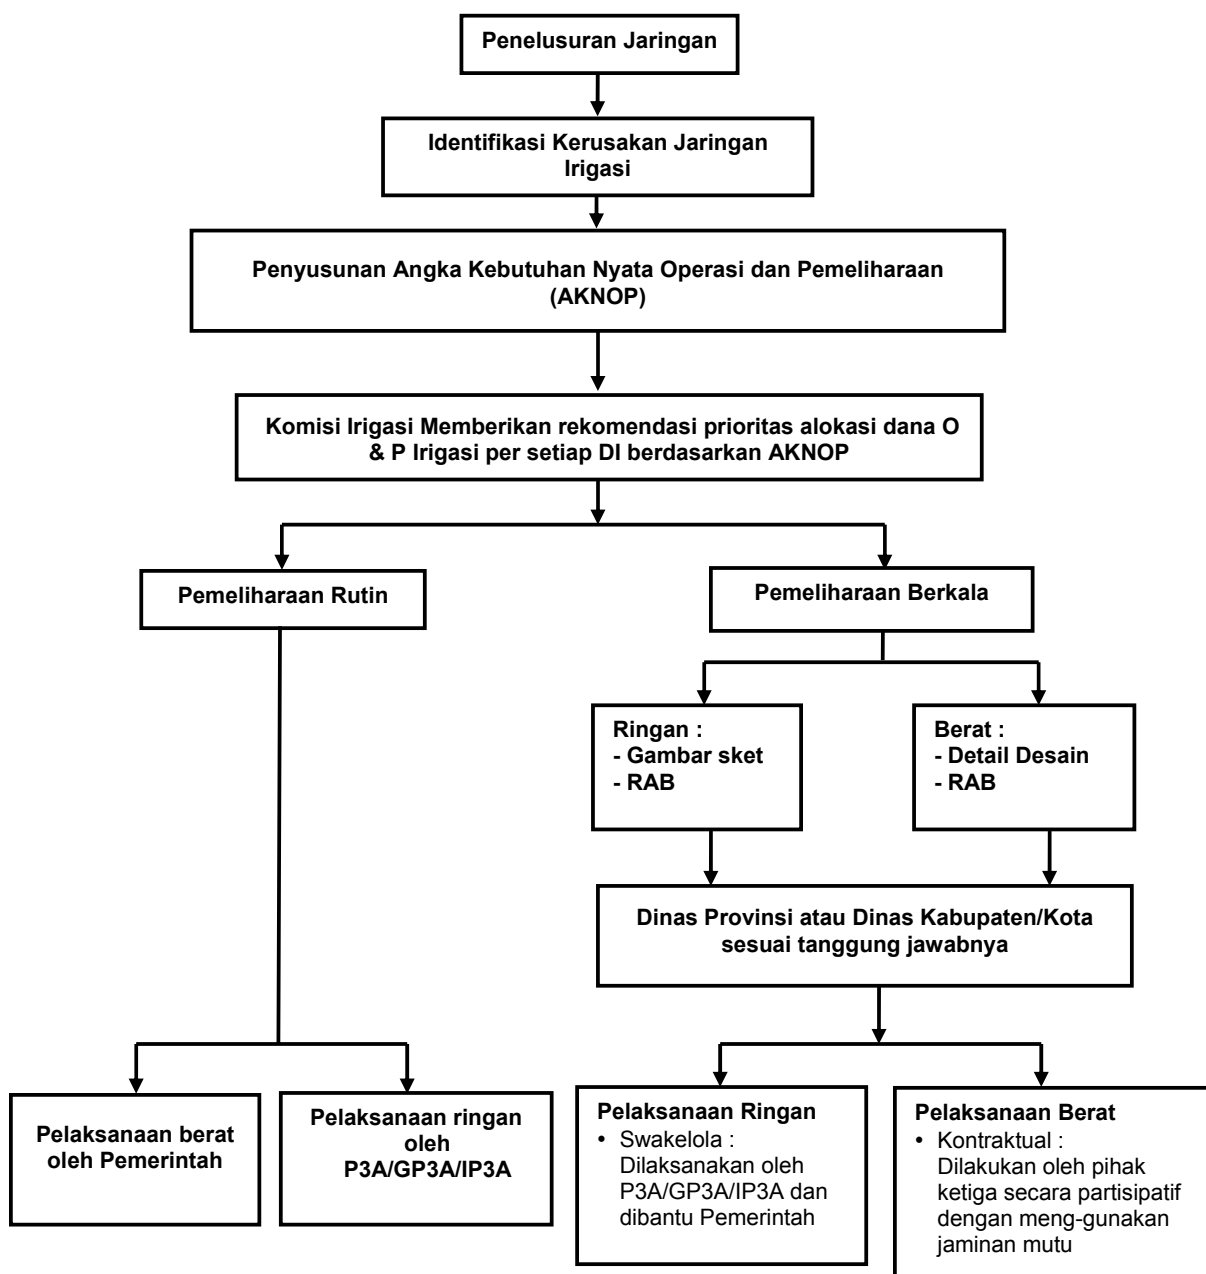 Penelusuran Jaringan
Identifikasi Kerusakan Jaringan
Irigasi
Penyusunan Angka Kebutuhan Nyata Operasi dan Pemeliharaan
(AKNOP)
Komisi Irigasi Memberikan rekomendasi prioritas alokasi dana O
& P Irigasi per setiap DI berdasarkan AKNOP
Pemeliharaan Rutin
Pemeliharaan Berkala
Ringan :
- Gambar sket
- RAB
Berat :
- Detail Desain
- RAB
Dinas Provinsi atau Dinas Kabupaten/Kota
sesuai tanggung jawabnya
Pelaksanaan berat
oleh Pemerintah
Pelaksanaan ringan
oleh
P3A/GP3A/IP3A
Pelaksanaan Ringan
• Swakelola :
Dilaksanakan oleh
P3A/GP3A/IP3A dan
dibantu Pemerintah
Pelaksanaan Berat
• Kontraktual :
Dilakukan oleh pihak
ketiga secara partisipatif
dengan meng-gunakan
jaminan mutu